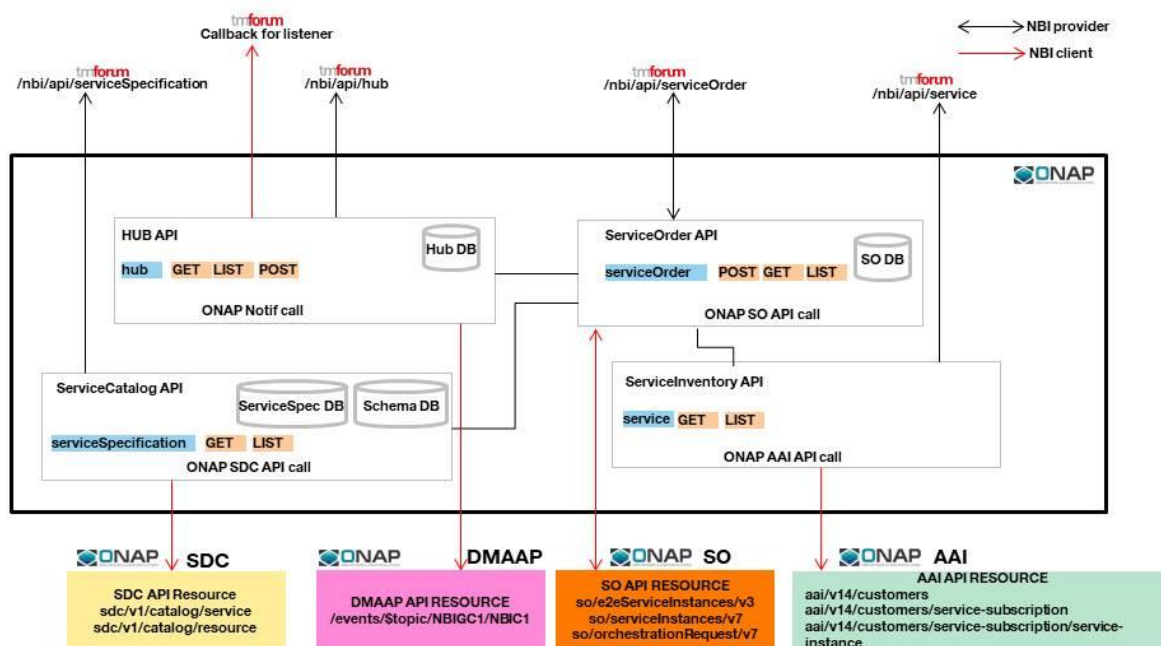 tmforum
Callback for listener
NBI provider
NBI client
tmforum
/nbi/api/serviceSpecification
tmforum
/nbi/api/hub
tmforum
/nbi/api/serviceOrder
tmforum
/nbi/api/service
ONAP
HUB API
Hub DB
hub GET LIST POST
ONAP Notif call
ServiceOrder API
SO DB
serviceOrder POST GET LIST
ONAP SO API call
ServiceCatalog API
ServiceSpec DB
Schema DB
serviceSpecification GET LIST
ONAP SDC API call
ServiceInventory API
service GET LIST
ONAP AAI API call
ONAP SDC
SDC API Resource
sdc/v1/catalog/service
sdc/v1/catalog/resource
ONAP DMAAP
DMAAP API RESOURCE
/events/$topic/NBIGC1/NBIC1
ONAP SO
SO API RESOURCE
so/e2eServiceInstances/v3
so/serviceInstances/v7
so/orchestrationRequest/v7
ONAP AAI
AAI API RESOURCE
aai/v14/customers
aai/v14/customers/service-subscription
aai/v14/customers/service-subscription/service-
instance